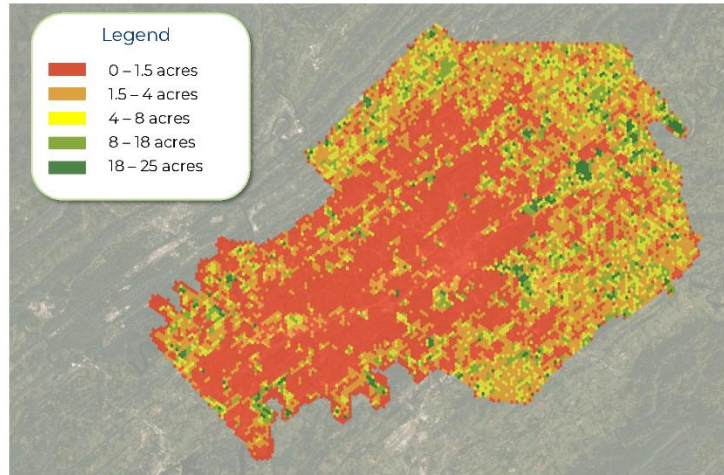 Legend
0 – 1.5 acres
1.5 – 4 acres
4 – 8 acres
8 – 18 acres
18 – 25 acres